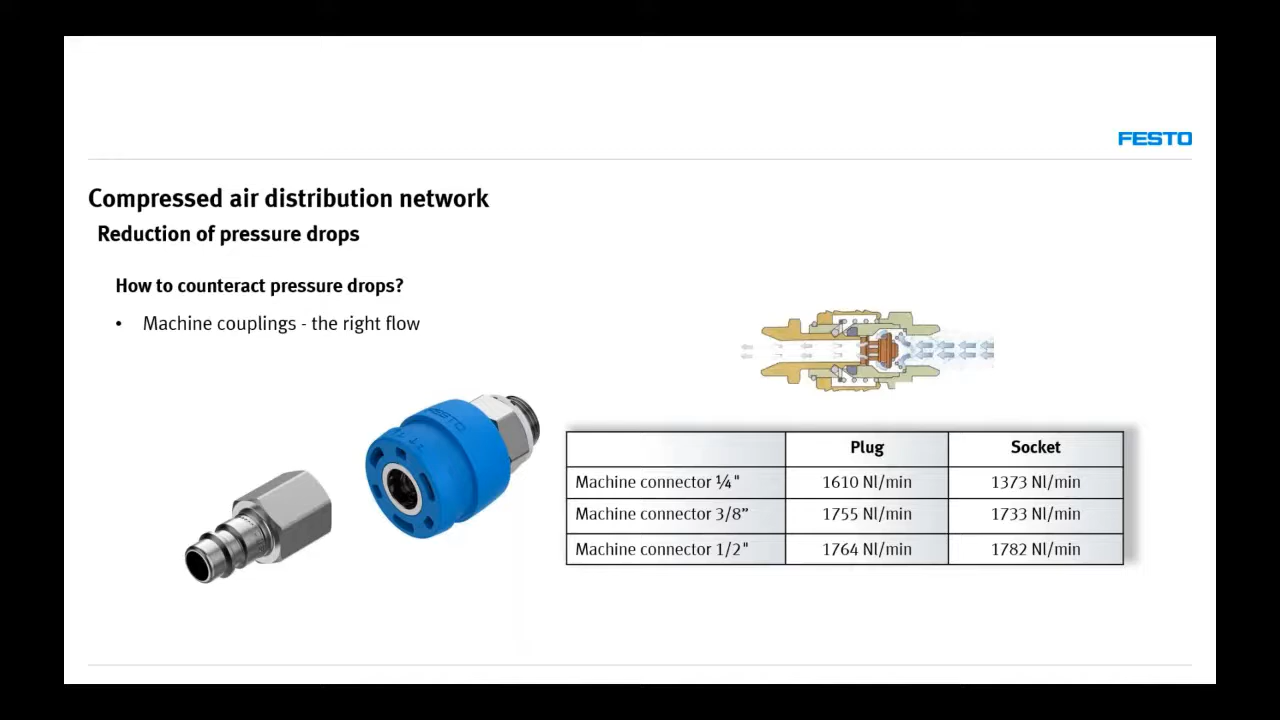 FESTO
Compressed air distribution network
Reduction of pressure drops
How to counteract pressure drops?
• Machine couplings - the right flow
FESTO
Plug Socket
Machine connector ¼" 1610 Nl/min 1373 Nl/min
Machine connector 3/8” 1755 Nl/min 1733 Nl/min
Machine connector 1/2" 1764 Nl/min 1782 Nl/min